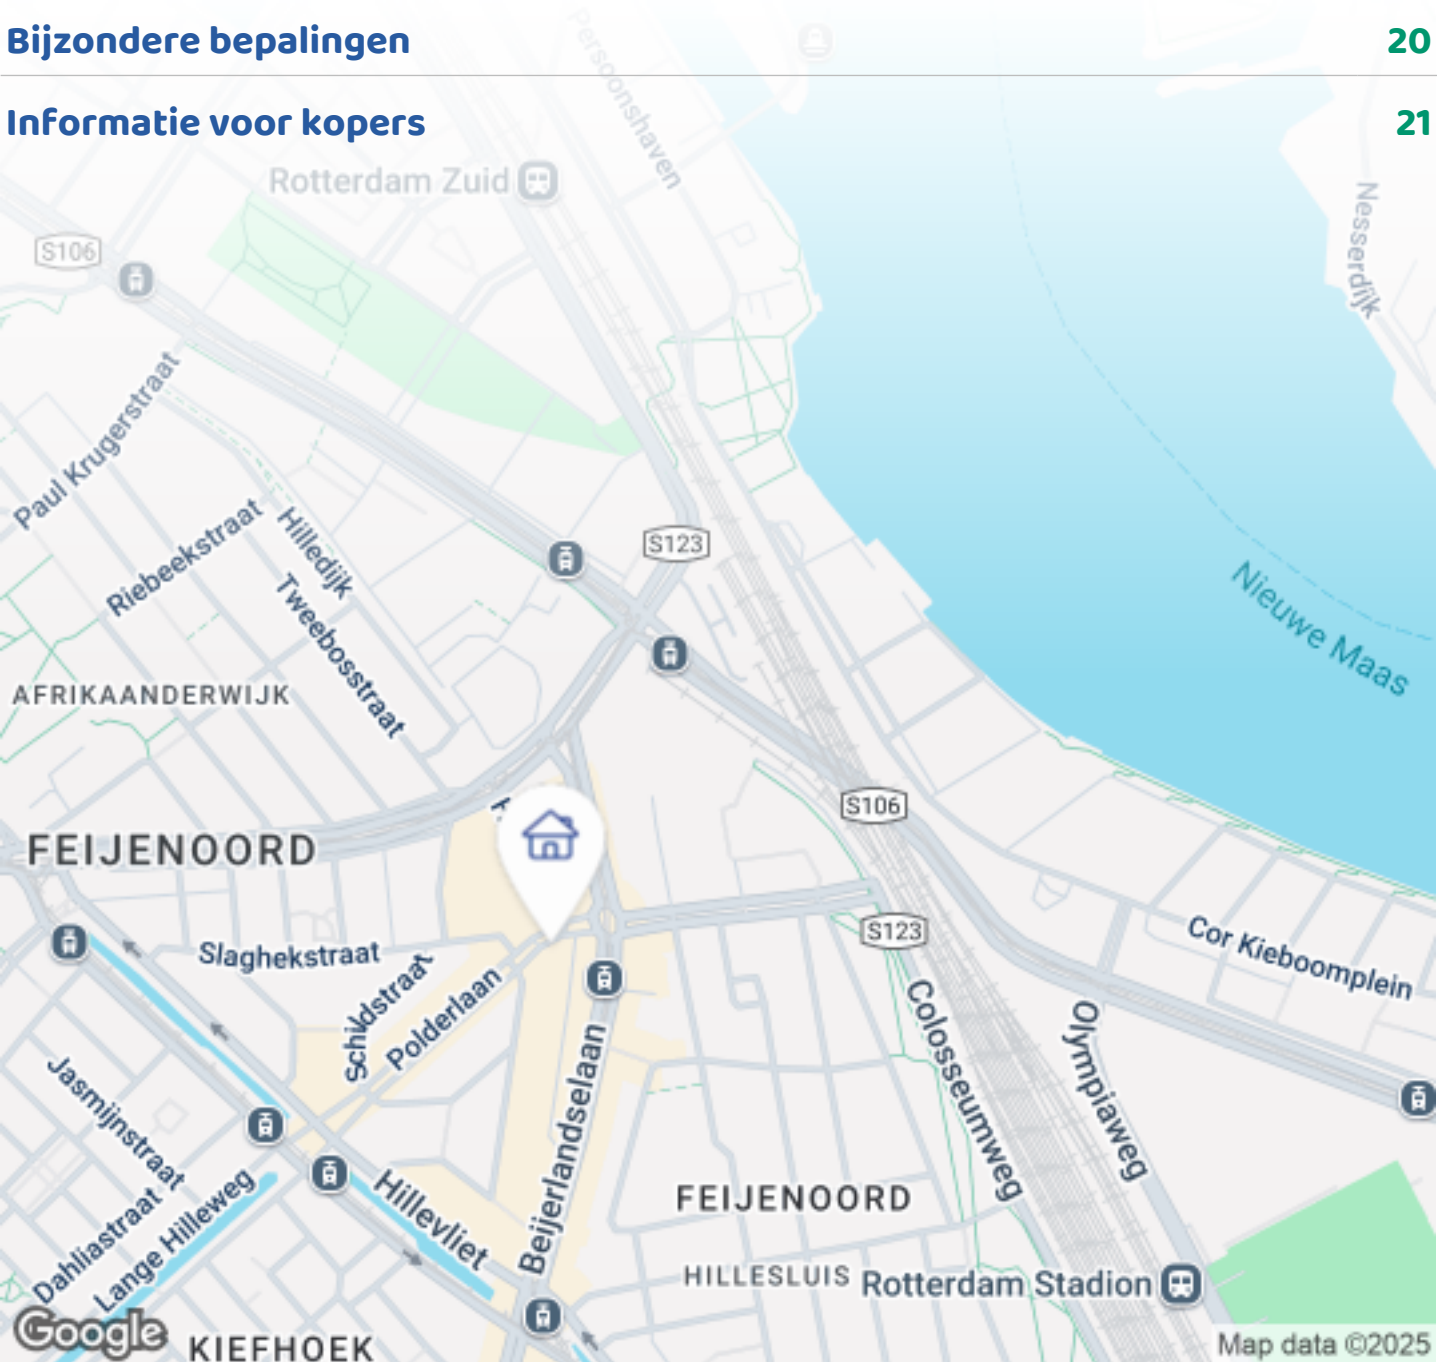 Bijzondere bepalingen 20
Informatie voor kopers 21
Persoonshaven
Rotterdam Zuid
Nesserdijk
S106
Paul Krugerstraat
Riebeekstraat
Hilledijk
S123
Tweebosstraat
Nieuwe Maas
AFRIKAANDERWIJK
S106
FEIJENOORD
S123
Cor Kieboomplein
Slaghekstraat
Schildstraat
Polderlaan
Colosseumweg
Olympiaweg
Jasmijnstraat
Beijerlandselaan
Hillevliet
Dahliastraat
Lange Hilleweg
FEIJENOORD
HILLESLUIS
Rotterdam Stadion
Google
KIEFHOEK
Map data ©2025